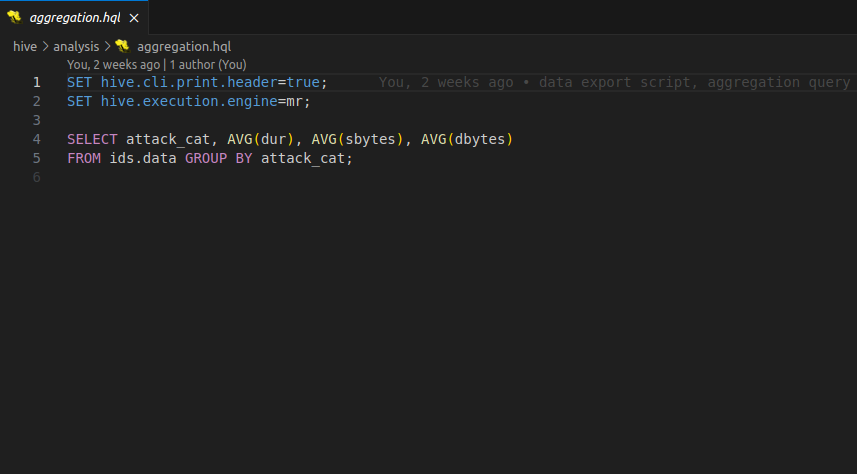 aggregation.hql
hive > analysis > aggregation.hql
You, 2 weeks ago | 1 author (You)
1 SET hive.cli.print.header=true; You, 2 weeks ago • data export script, aggregation query
2 SET hive.execution.engine=mr;
3
4 SELECT attack_cat, AVG(dur), AVG(sbytes), AVG(dbytes)
5 FROM ids.data GROUP BY attack_cat;
6